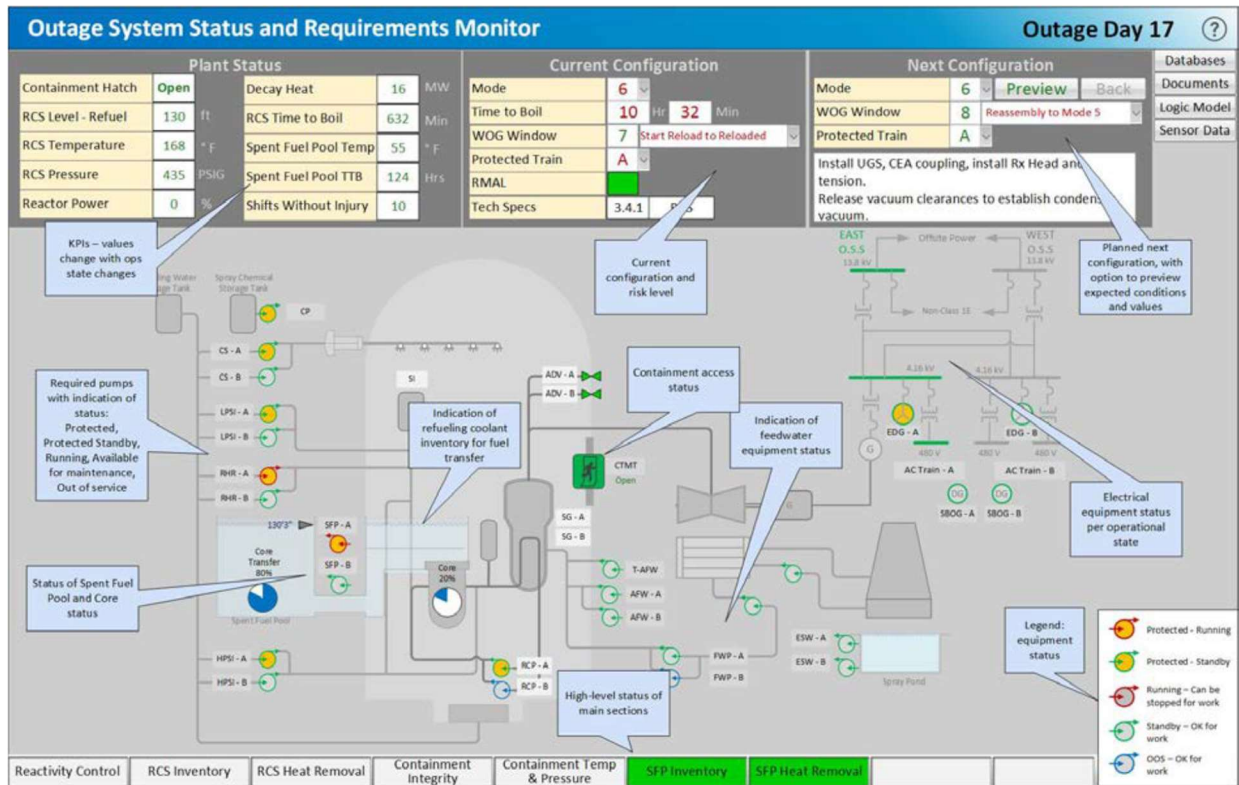 Outage System Status and Requirements Monitor
Outage Day 17
?
Plant Status
Containment Hatch Open
RCS Level - Refuel 130 ft
RCS Temperature 168 ° F
RCS Pressure 435 PSIG
Reactor Power 0 %
Decay Heat 16 MW
RCS Time to Boil 632 Min
Spent Fuel Pool Temp 55 ° F
Spent Fuel Pool TTB 124 Hrs
Shifts Without Injury 10
Current Configuration
Mode 6
Time to Boil 10 Hr 32 Min
WOG Window 7 Start Reload to Reloaded
Protected Train A
RMAL
Tech Specs 3.4.1
Next Configuration
Mode 6 Preview Back
WOG Window 8 Reassembly to Mode 5
Protected Train A
Install UGS, CEA coupling, install Rx Head and
tension.
Release vacuum clearances to establish
vacuum.
Databases
Documents
Logic Model
Sensor Data
KPIs – values
change with ops
state changes
Current
configuration and
risk level
Planned next
configuration, with
option to preview
expected conditions
and values
Water
Tank
Spray Chemical
Storage Tank
CP
CS - A
CS - B
LPSI - A
LPSI - B
RHR - A
RHR - B
Required pumps
with indication of
status:
Protected,
Protected Standby,
Running, Available
for maintenance,
Out of service
SI
ADV - A
ADV - B
Indication of
refueling coolant
inventory for fuel
transfer
Containment access
status
CTMT
Open
Indication of
feedwater
equipment status
EAST
O.S.S
13.8 kV
Offsite Power
WEST
O.S.S
13.8 kV
4.16 kV
4.16 kV
EDG - A
EDG - B
480 V
480 V
480 V
AC Train - A
AC Train - B
DG
DG
SBOG - A
SBOG - B
G
G
Electrical
equipment status
per operational
state
130'3"
SFP - A
SFP - B
Core
Transfer
80%
Spent Fuel Pool
Core
20%
Status of Spent Fuel
Pool and Core
status
SG - A
SG - B
T-AFW
AFW - A
AFW - B
FWP - A
FWP - B
ESW - A
ESW - B
Spray Pond
HPSI - A
HPSI - B
RCP - A
RCP - B
High-level status of
main sections
Legend:
equipment
status
Protected - Running
Protected - Standby
Running – Can be
stopped for work
Standby – OK for
work
OOS – OK for
work
Reactivity Control
RCS Inventory
RCS Heat Removal
Containment
Integrity
Containment Temp
& Pressure
SFP Inventory
SFP Heat Removal